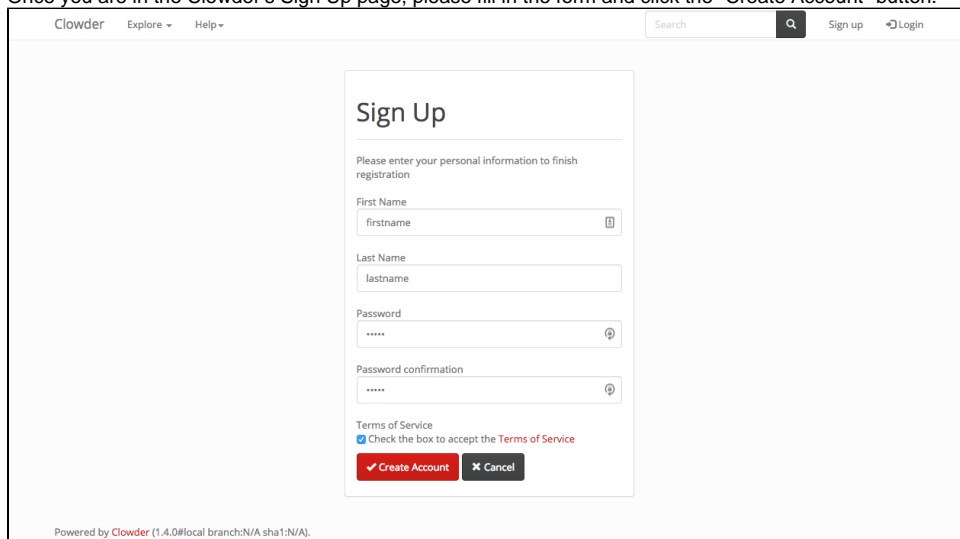 Once you are in the Clowder's Sign Up page, please fill in the form and click the "Create Account" button.
Clowder Explore Help Search Sign up Login
Sign Up
Please enter your personal information to finish
registration
First Name
firstname
Last Name
lastname
Password
•••••
Password confirmation
•••••
Terms of Service
Check the box to accept the Terms of Service
Create Account Cancel
Powered by Clowder (1.4.0#local branch:N/A sha1:N/A).